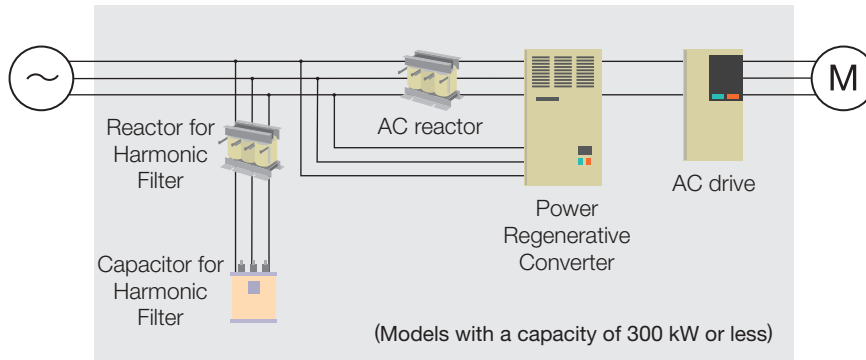 ~
M
Reactor for
Harmonic
Filter
AC reactor
AC drive
Power
Regenerative
Converter
Capacitor for
Harmonic
Filter
(Models with a capacity of 300 kW or less)